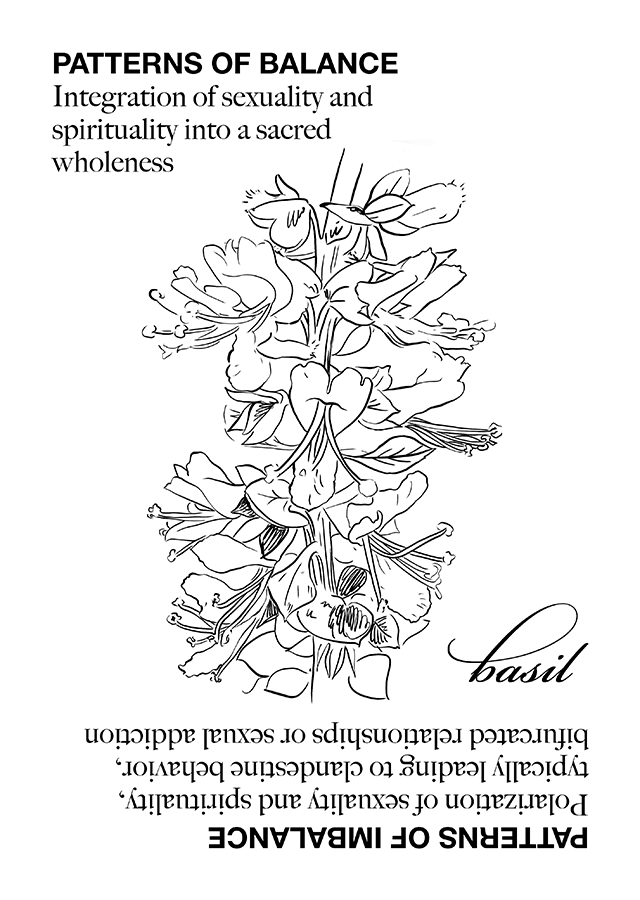 PATTERNS OF BALANCE
Integration of sexuality and
spirituality into a sacred
wholeness
basil
PATTERNS OF IMBALANCE
Polarization of sexuality and spirituality,
typically leading to clandestine behavior,
bifurcated relationships or sexual addiction